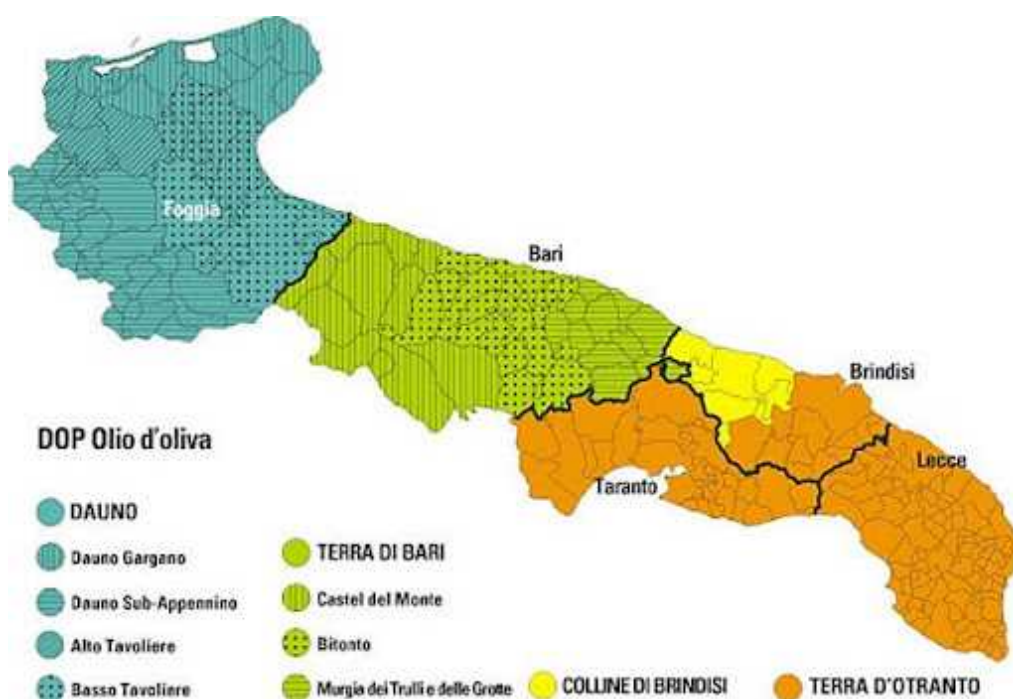 Foggia
Bari
Brindisi
Lecce
Taranto
DOP Olio d'oliva
DAUNO
Dauno Gargano
Dauno Sub-Appennino
Alto Tavoliere
Basso Tavoliere
TERRA DI BARI
Castel del Monte
Bitonto
Murgia dei Trulli e delle Grotte
COLLINE DI BRINDISI
TERRA D'OTRANTO